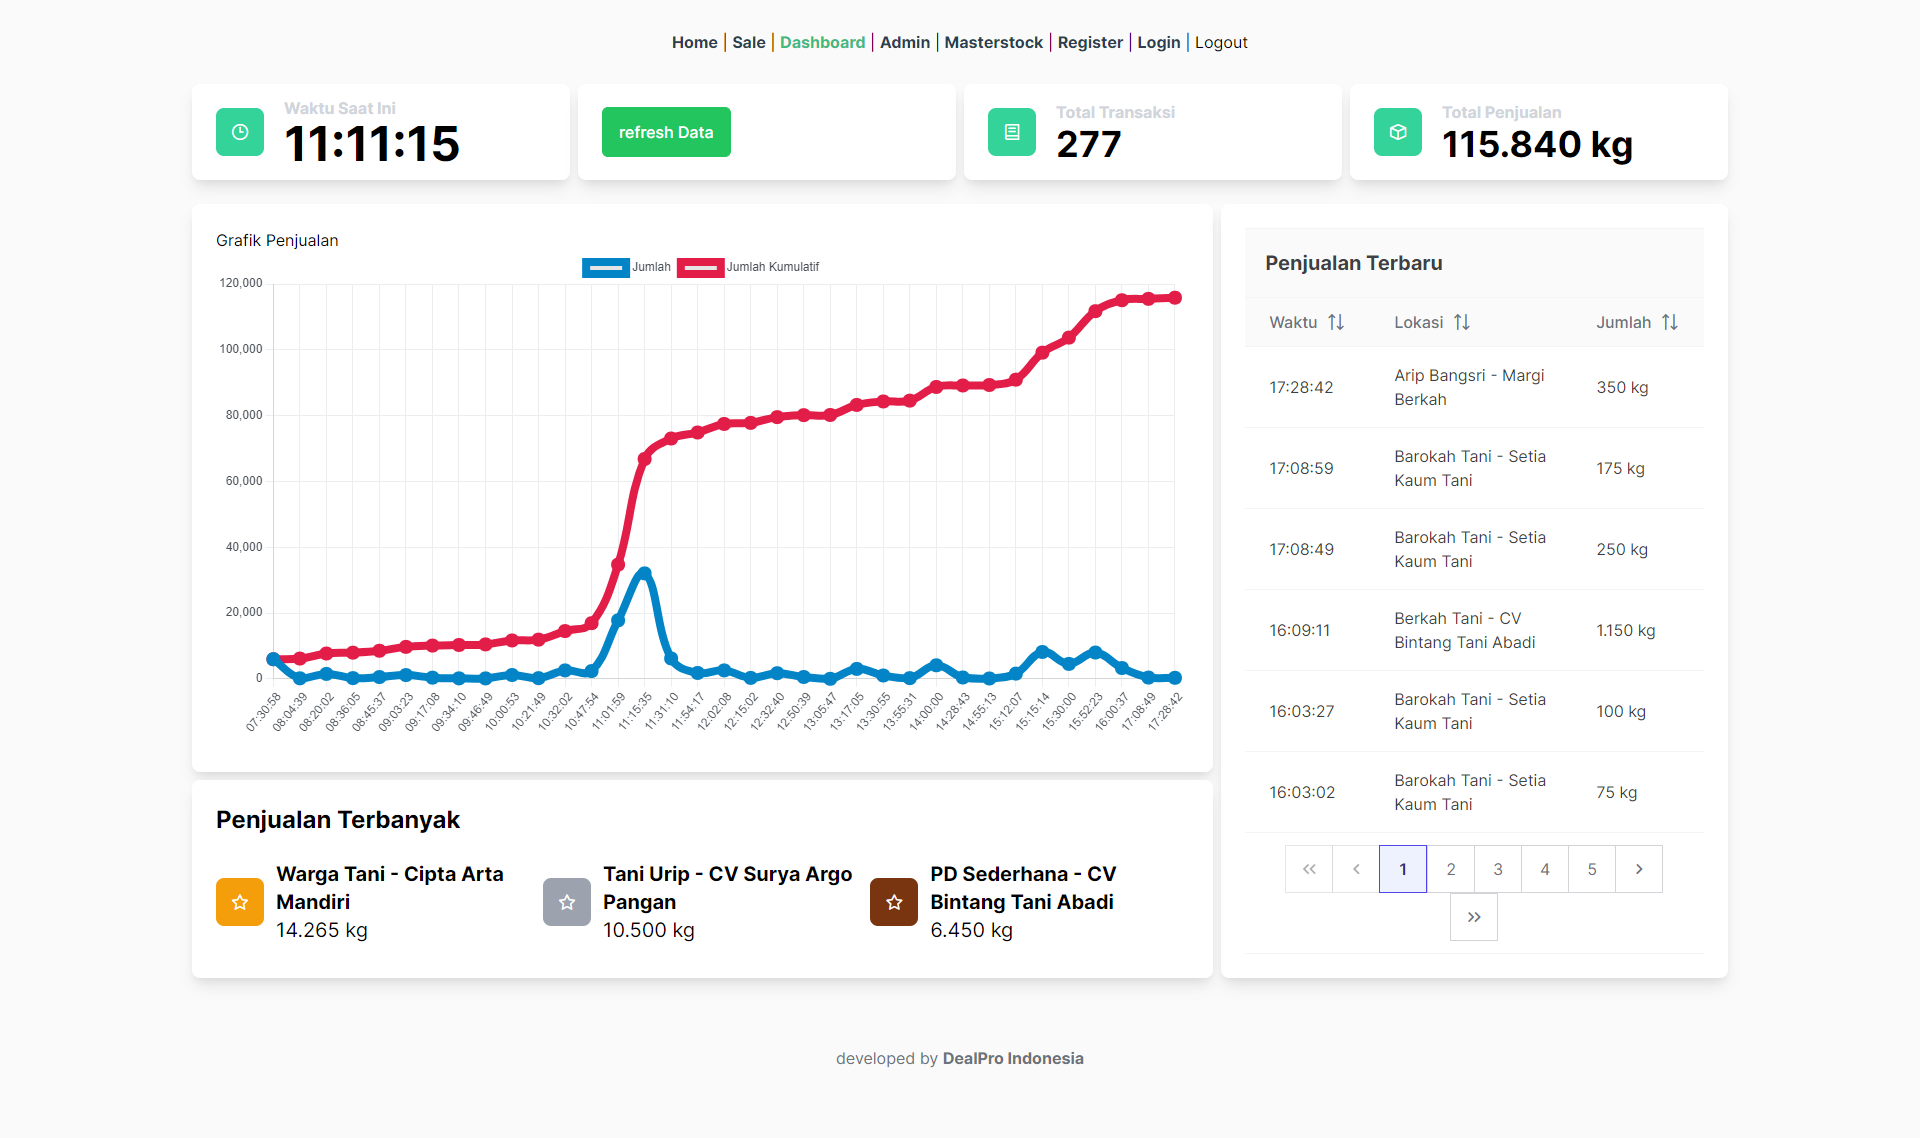 Home | Sale | Dashboard | Admin | Masterstock | Register | Login | Logout
Waktu Saat Ini
11:11:15
refresh Data
Total Transaksi
277
Total Penjualan
115.840 kg
Grafik Penjualan
Jumlah
Jumlah Kumulatif
120,000
100,000
80,000
60,000
40,000
20,000
0
07:30:58
08:04:39
08:20:02
08:36:05
08:45:37
09:03:23
09:17:08
09:34:10
09:46:49
10:00:53
10:21:49
10:32:02
10:47:54
11:01:59
11:15:35
11:31:10
11:54:17
12:02:08
12:15:02
12:32:40
12:50:39
13:05:47
13:17:05
13:30:55
13:55:31
14:00:00
14:28:43
14:55:13
15:12:07
15:15:14
15:30:00
15:52:23
16:00:37
17:08:49
17:28:42
Penjualan Terbanyak
Warga Tani - Cipta Arta
Mandiri
14.265 kg
Tani Urip - CV Surya Argo
Pangan
10.500 kg
PD Sederhana - CV
Bintang Tani Abadi
6.450 kg
Penjualan Terbaru
Waktu Lokasi Jumlah
17:28:42
Arip Bangsri - Margi
Berkah
350 kg
17:08:59
Barokah Tani - Setia
Kaum Tani
175 kg
17:08:49
Barokah Tani - Setia
Kaum Tani
250 kg
16:09:11
Berkah Tani - CV
Bintang Tani Abadi
1.150 kg
16:03:27
Barokah Tani - Setia
Kaum Tani
100 kg
16:03:02
Barokah Tani - Setia
Kaum Tani
75 kg
1 2 3 4 5
developed by DealPro Indonesia